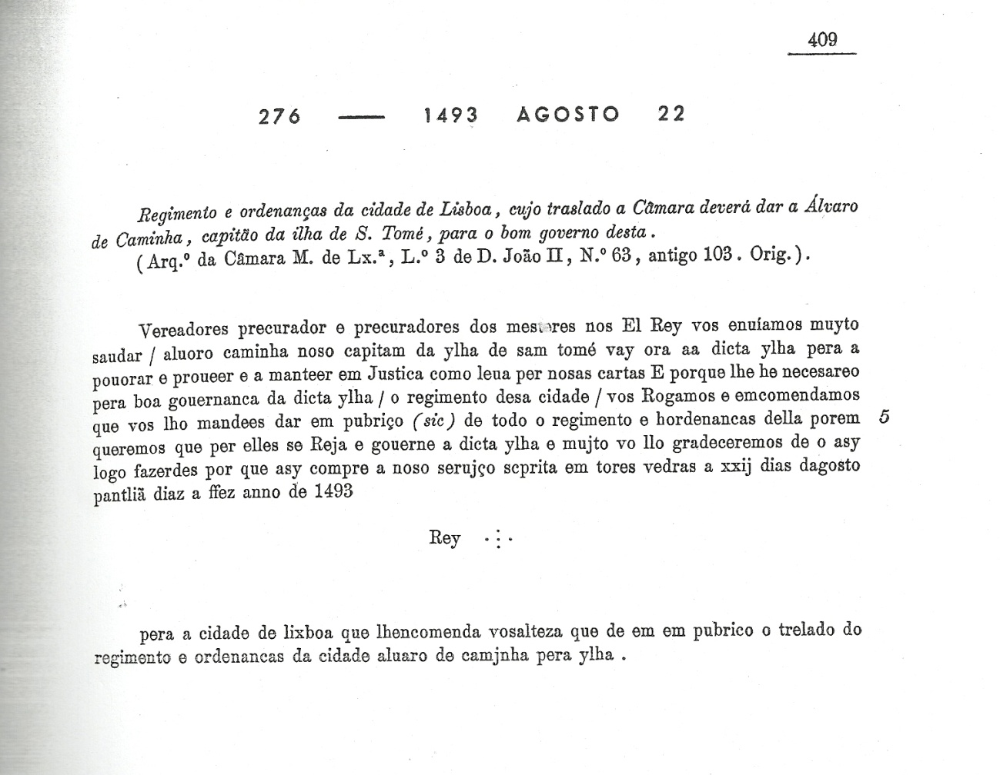 409
276 — 1493 AGOSTO 22
Regimento e ordenanças da cidade de Lisboa, cujo traslado a Câmara deverá dar a Álvaro
de Caminha, capitão da ilha de S. Tomé, para o bom governo desta.
(Arq.º da Câmara M. de Lx.ª, L.º 3 de D. João II, N.º 63, antigo 103. Orig.).
Vereadores precurador e precuradores dos mesteres nos El Rey vos enuíamos muyto
saudar / aluoro caminha noso capitam da ylha de sam tomé vay ora aa dicta ylha pera a
pouorar e proueer e a manteer em Justica como leua per nosas cartas E porque lhe he necesareo
pera boa gouernanca da dicta ylha / o regimento desa cidade / vos Rogamos e emcomendamos
que vos lho mandees dar em pubriço (sic) de todo o regimento e hordenancas della porem 5
queremos que per elles se Reja e gouerne a dicta ylha e mujto vo llo gradeceremos de o asy
logo fazerdes por que asy compre a noso serujço scprita em tores vedras a xxij dias dagosto
pantliã diaz a ffez anno de 1493
Rey ·⋮·
pera a cidade de lixboa que lhencomenda vosalteza que de em em pubrico o trelado do
regimento e ordenancas da cidade aluaro de camjnha pera ylha .